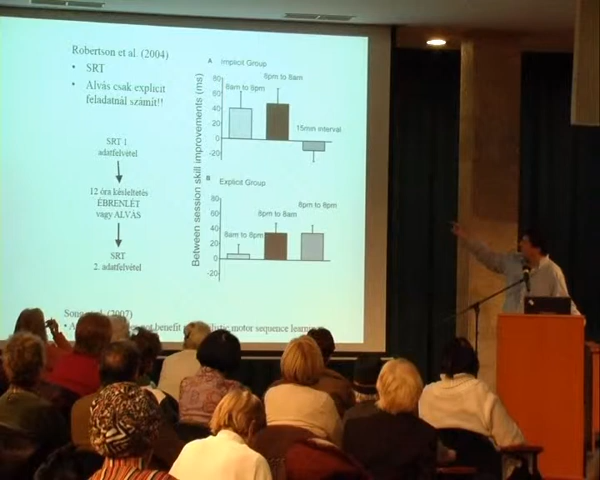 Robertson et al. (2004)
• SRT
• Alvás csak explicit
feladatnál számít!!
SRT 1
adatfelvétel
12 óra késleltetés
ÉBRENLÉT
vagy ALVÁS
SRT
2. adatfelvétel
Between session skill improvements (ms)
A Implicit Group
80
60
40
20
0
-20
8am to 8pm
8pm to 8am
15min interval
B Explicit Group
80
60
40
20
0
-20
8am to 8pm
8pm to 8am
8pm to 8pm
(2007)
benefit motor sequence